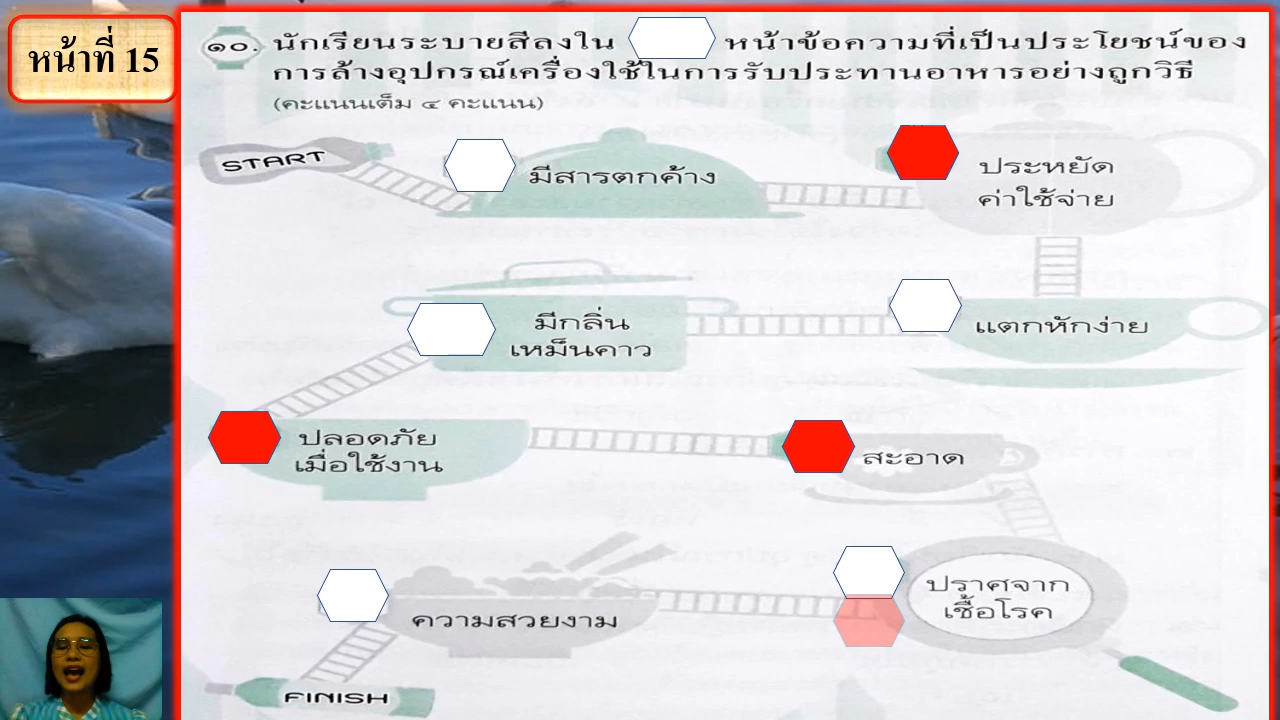 หน้าที่ 15
๑๐. นักเรียนระบายสีลงใน หน้าข้อความที่เป็นประโยชน์ของ
การล้างอุปกรณ์เครื่องใช้ในการรับประทานอาหารอย่างถูกวิธี
(คะแนนเต็ม ๔ คะแนน)
START
มีสารตกค้าง
ประหยัด
ค่าใช้จ่าย
มีกลิ่น
เหม็นคาว
แตกหักง่าย
ปลอดภัย
เมื่อใช้งาน
สะอาด
ความสวยงาม
ปราศจาก
เชื้อโรค
FINISH